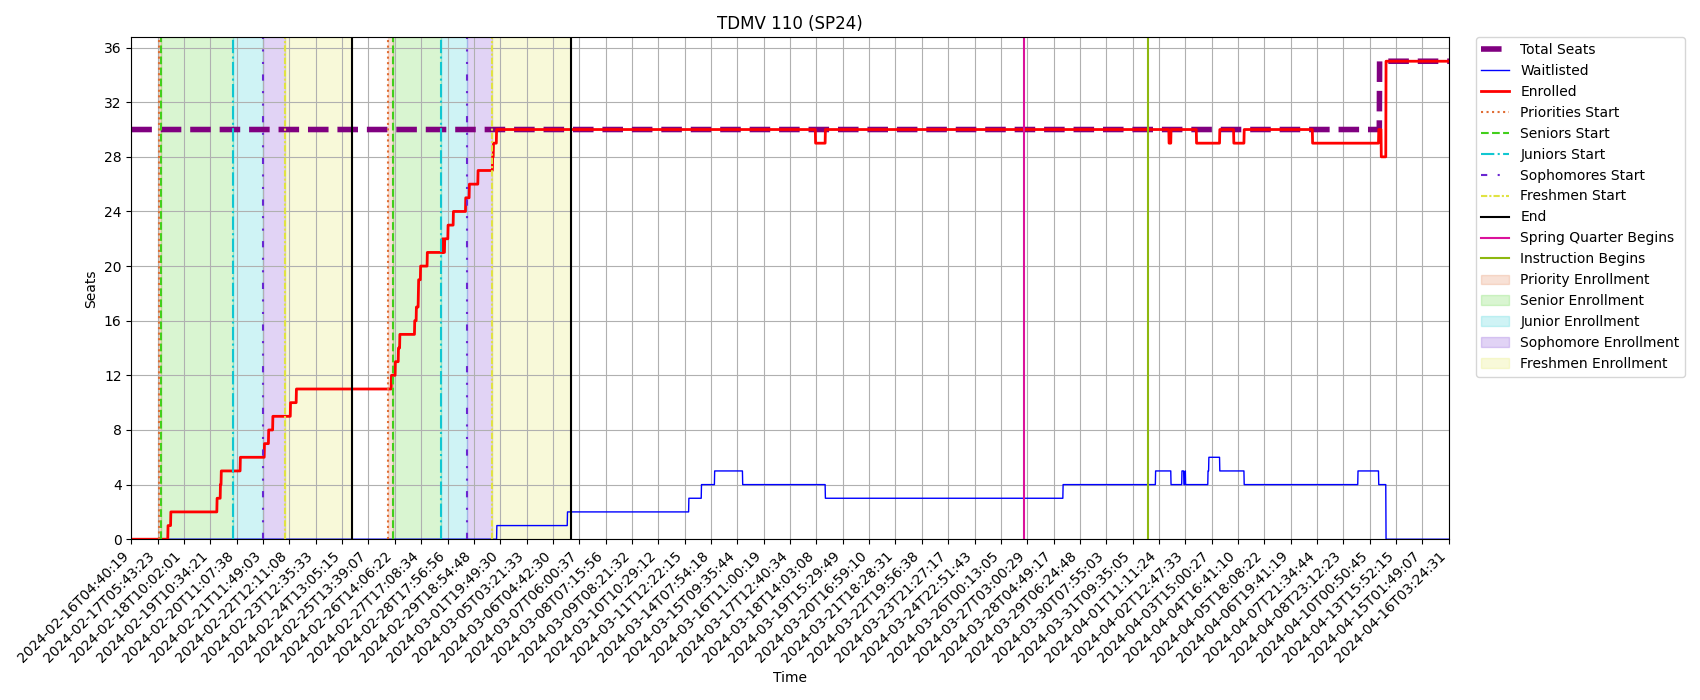 TDMV 110 (SP24)
Seats
36
32
28
24
20
16
12
8
4
0
2024-02-16T04:40:19
2024-02-17T05:43:23
2024-02-18T10:02:01
2024-02-19T10:34:21
2024-02-20T11:07:38
2024-02-21T11:49:03
2024-02-22T12:11:08
2024-02-23T12:35:33
2024-02-24T13:05:15
2024-02-25T13:39:07
2024-02-26T14:06:22
2024-02-27T17:08:34
2024-02-28T17:56:56
2024-02-29T18:54:48
2024-03-01T19:49:30
2024-03-05T03:21:33
2024-03-06T04:42:30
2024-03-07T06:00:37
2024-03-08T07:15:56
2024-03-09T08:21:32
2024-03-10T10:29:12
2024-03-11T12:22:15
2024-03-14T07:54:18
2024-03-15T09:35:44
2024-03-16T11:00:19
2024-03-17T12:40:34
2024-03-18T14:03:08
2024-03-19T15:29:49
2024-03-20T16:59:10
2024-03-21T18:28:31
2024-03-22T19:56:38
2024-03-23T21:27:17
2024-03-24T22:51:43
2024-03-26T00:13:05
2024-03-27T03:00:29
2024-03-28T04:49:17
2024-03-29T06:24:48
2024-03-30T07:55:03
2024-03-31T09:35:05
2024-04-01T11:11:24
2024-04-02T12:47:33
2024-04-03T15:00:27
2024-04-04T16:41:10
2024-04-05T18:08:22
2024-04-06T19:41:19
2024-04-07T21:34:44
2024-04-08T23:12:23
2024-04-10T00:50:45
2024-04-13T15:52:15
2024-04-15T01:49:07
2024-04-16T03:24:31
Time
Total Seats
Waitlisted
Enrolled
Priorities Start
Seniors Start
Juniors Start
Sophomores Start
Freshmen Start
End
Spring Quarter Begins
Instruction Begins
Priority Enrollment
Senior Enrollment
Junior Enrollment
Sophomore Enrollment
Freshmen Enrollment